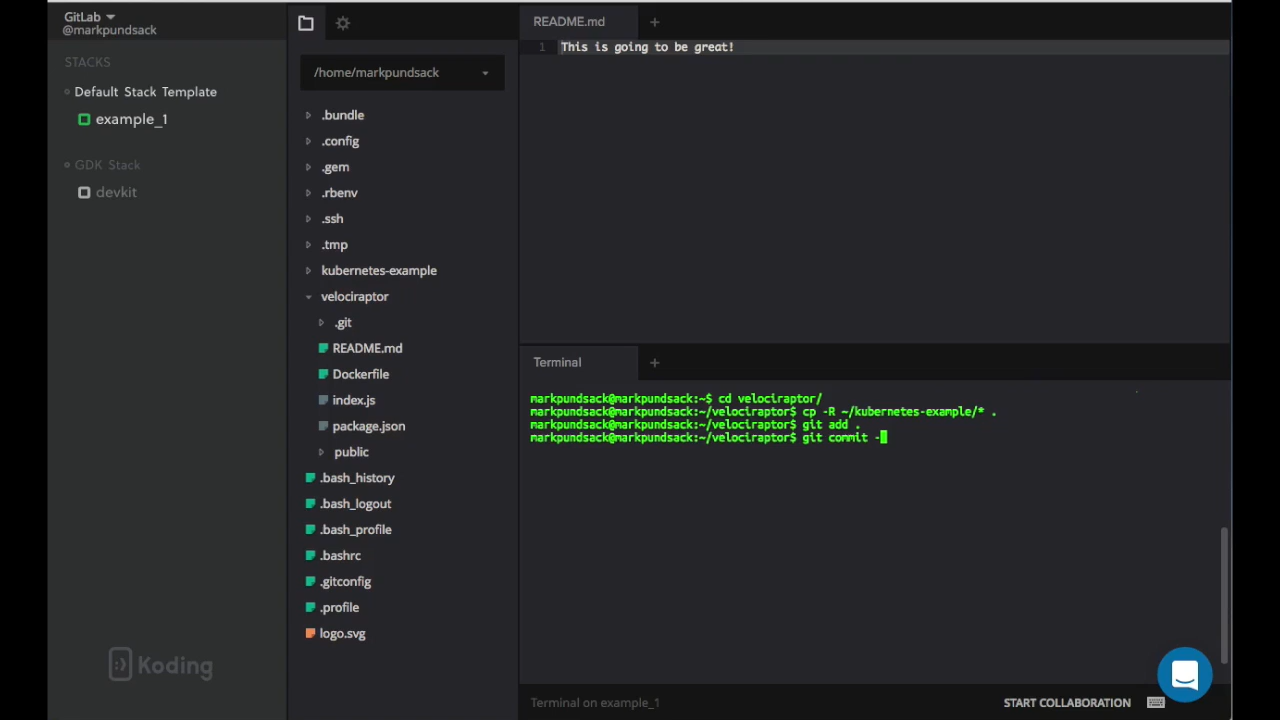 GitLab
@markpundsack
STACKS
Default Stack Template
example_1
GDK Stack
devkit
Koding
/home/markpundsack
.bundle
.config
.gem
.rbenv
.ssh
.tmp
kubernetes-example
velociraptor
.git
README.md
Dockerfile
index.js
package.json
public
.bash_history
.bash_logout
.bash_profile
.bashrc
.gitconfig
.profile
logo.svg
README.md +
1 This is going to be great!
Terminal +
markpundsack@markpundsack:~$ cd velociraptor/
markpundsack@markpundsack:~/velociraptor$ cp -R ~/kubernetes-example/* .
markpundsack@markpundsack:~/velociraptor$ git add .
markpundsack@markpundsack:~/velociraptor$ git commit -
Terminal on example_1
START COLLABORATION